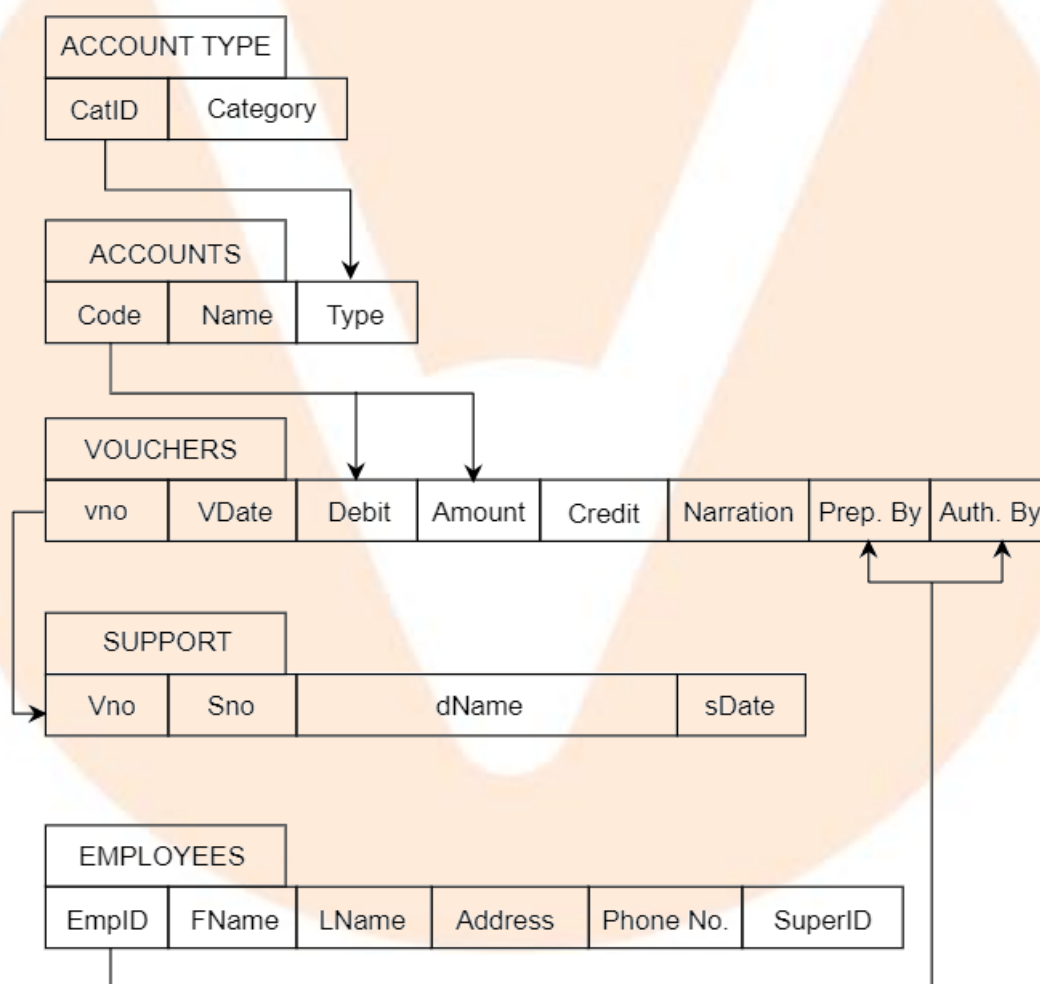 ACCOUNT TYPE
CatID Category
ACCOUNTS
Code Name Type
VOUCHERS
vno VDate Debit Amount Credit Narration Prep. By Auth. By
SUPPORT
Vno Sno dName sDate
EMPLOYEES
EmpID FName LName Address Phone No. SuperID